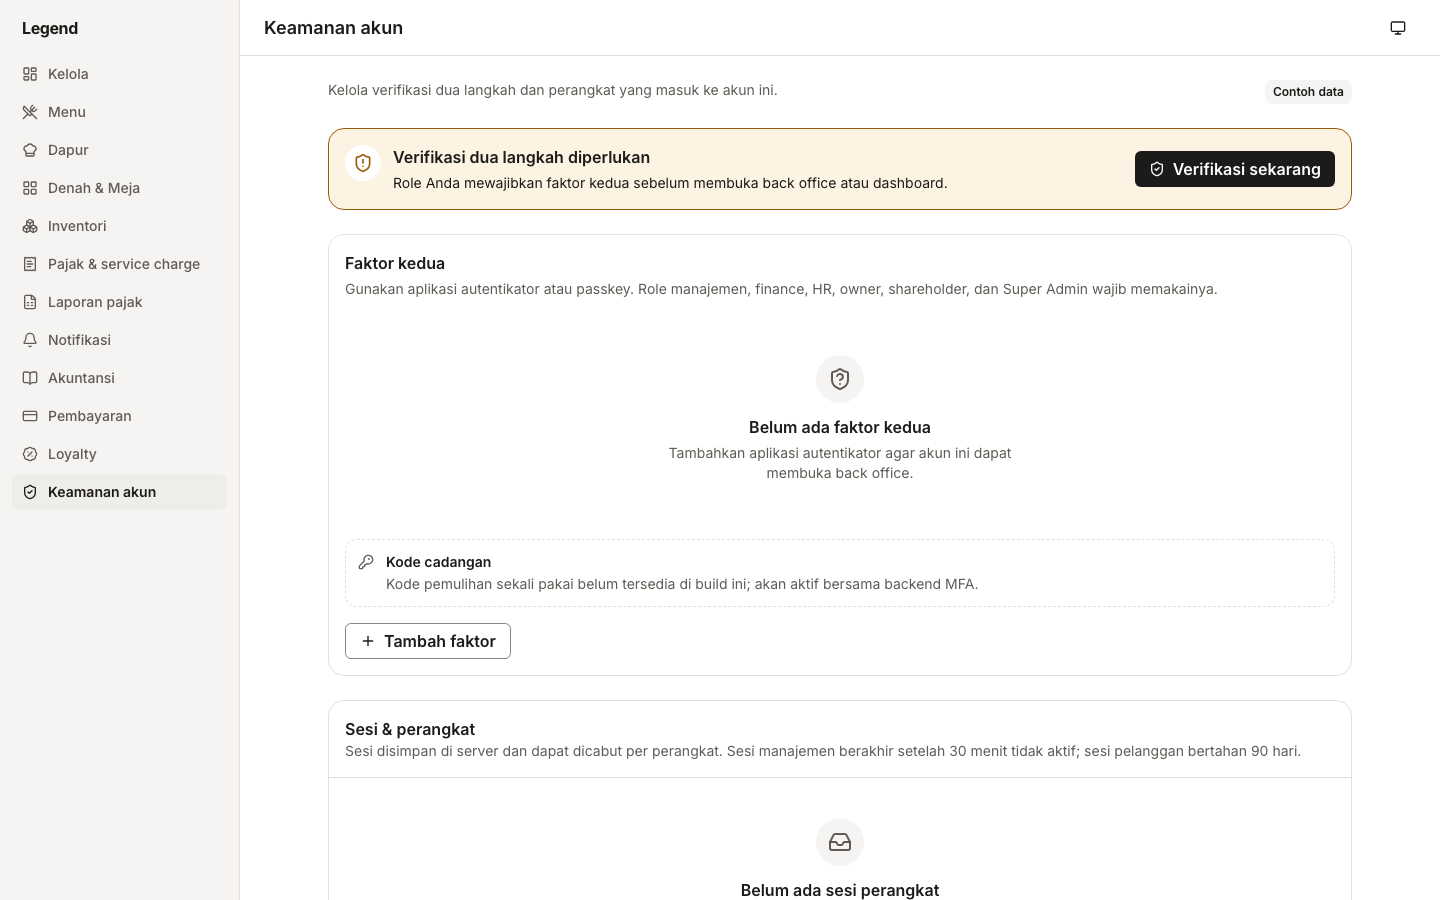 Legend
Kelola
Menu
Dapur
Denah & Meja
Inventori
Pajak & service charge
Laporan pajak
Notifikasi
Akuntansi
Pembayaran
Loyalty
Keamanan akun
Keamanan akun
Kelola verifikasi dua langkah dan perangkat yang masuk ke akun ini.
Contoh data
Verifikasi dua langkah diperlukan
Role Anda mewajibkan faktor kedua sebelum membuka back office atau dashboard.
Verifikasi sekarang
Faktor kedua
Gunakan aplikasi autentikator atau passkey. Role manajemen, finance, HR, owner, shareholder, dan Super Admin wajib memakainya.
Belum ada faktor kedua
Tambahkan aplikasi autentikator agar akun ini dapat
membuka back office.
Kode cadangan
Kode pemulihan sekali pakai belum tersedia di build ini; akan aktif bersama backend MFA.
Tambah faktor
Sesi & perangkat
Sesi disimpan di server dan dapat dicabut per perangkat. Sesi manajemen berakhir setelah 30 menit tidak aktif; sesi pelanggan bertahan 90 hari.
Belum ada sesi perangkat